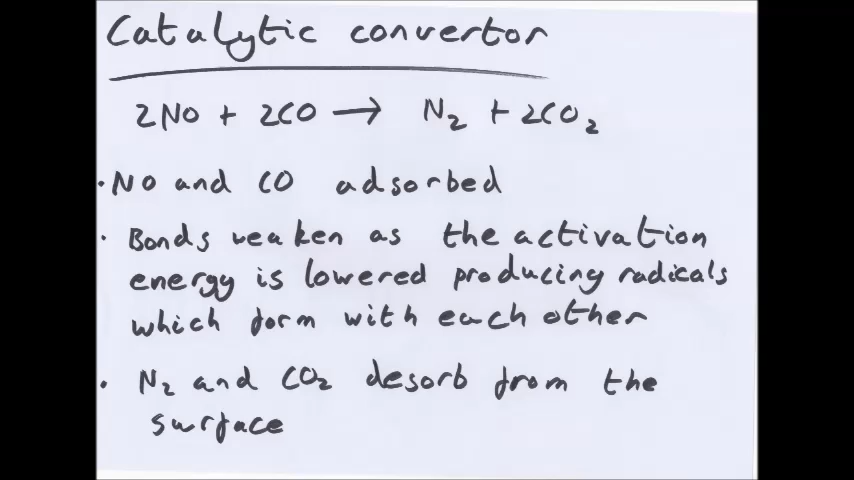 Catalytic convertor
2NO + 2CO → N₂ + 2CO₂
• NO and CO adsorbed
• Bonds weaken as the activation
energy is lowered producing radicals
which form with each other
• N₂ and CO₂ desorb from the
surface